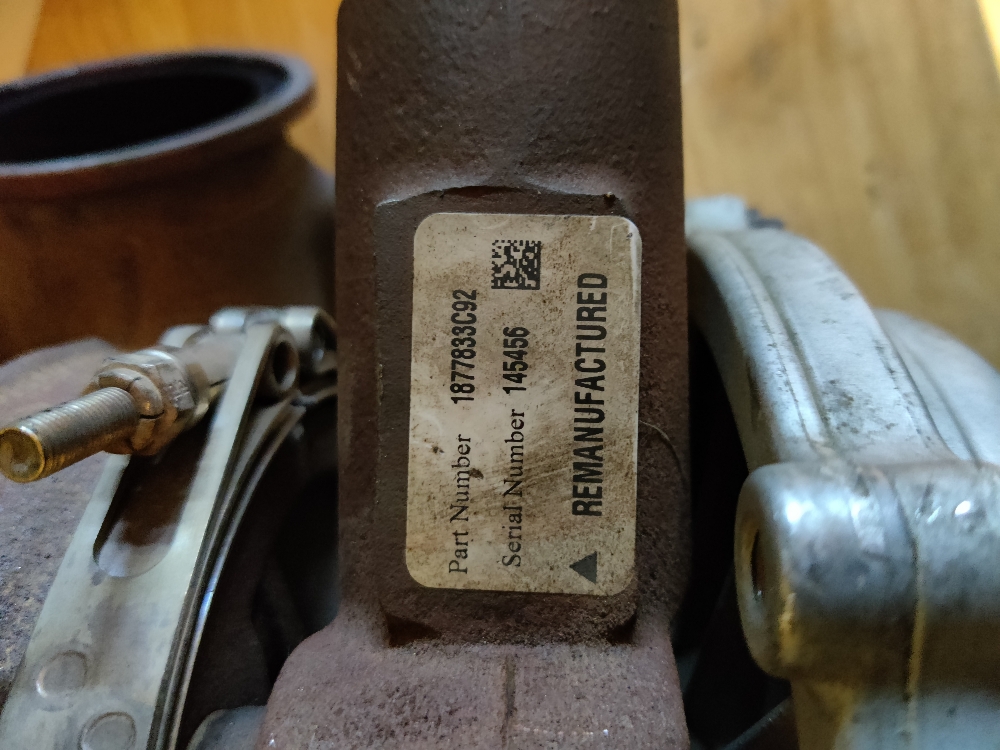 Part Number 1877833C92
Serial Number 145456
REMANUFACTURED